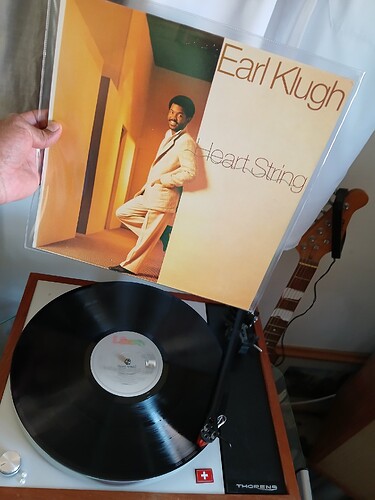 Earl Klugh
Heart String
Liberty
THORENS